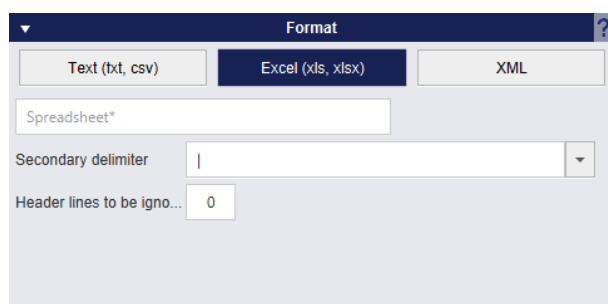 Format
?
Text (txt, csv) Excel (xls, xlsx) XML
Spreadsheet*
Secondary delimiter |
Header lines to be igno... 0